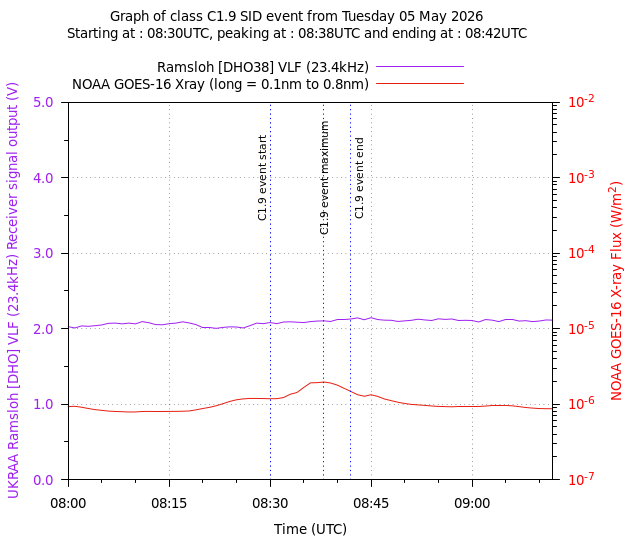 Graph of class C1.9 SID event from Tuesday 05 May 2026
Starting at : 08:30UTC, peaking at : 08:38UTC and ending at : 08:42UTC
Ramsloh [DHO38] VLF (23.4kHz)
NOAA GOES-16 Xray (long = 0.1nm to 0.8nm)
UKRAA Ramsloh [DHO] VLF (23.4kHz) Receiver signal output (V)
5.0
4.0
3.0
2.0
1.0
0.0
C1.9 event start
C1.9 event maximum
C1.9 event end
10-2
10-3
10-4
10-5
10-6
10-7
NOAA GOES-16 X-ray Flux (W/m2)
08:00
08:15
08:30
08:45
09:00
Time (UTC)